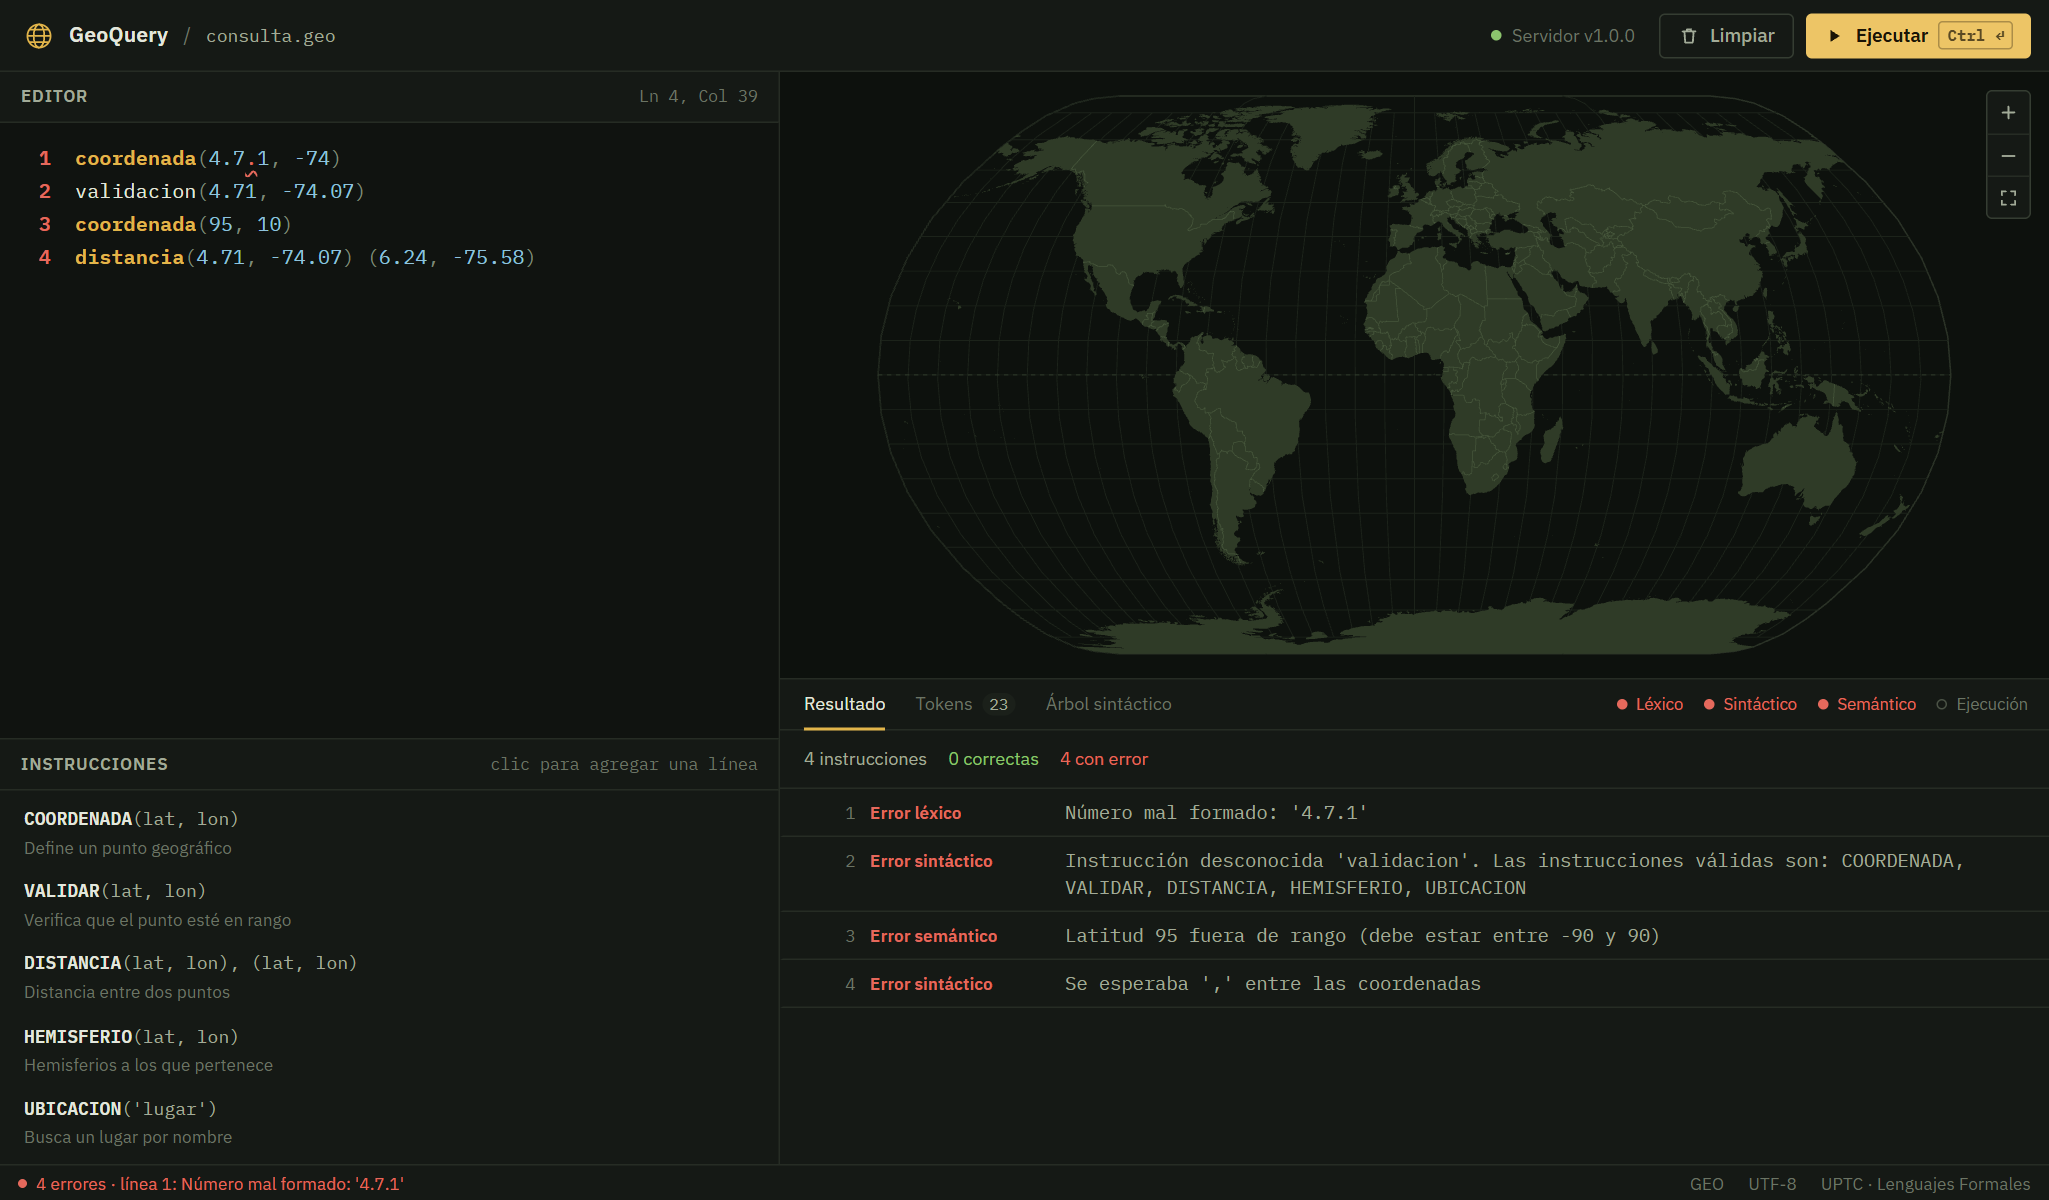 GeoQuery / consulta.geo
Servidor v1.0.0
Limpiar
Ejecutar Ctrl ↵
EDITOR
Ln 4, Col 39
1 coordenada(4.7.1, -74)
2 validacion(4.71, -74.07)
3 coordenada(95, 10)
4 distancia(4.71, -74.07) (6.24, -75.58)
+
−
INSTRUCCIONES
clic para agregar una línea
COORDENADA(lat, lon)
Define un punto geográfico
VALIDAR(lat, lon)
Verifica que el punto esté en rango
DISTANCIA(lat, lon), (lat, lon)
Distancia entre dos puntos
HEMISFERIO(lat, lon)
Hemisferios a los que pertenece
UBICACION('lugar')
Busca un lugar por nombre
Resultado
Tokens 23
Árbol sintáctico
Léxico
Sintáctico
Semántico
Ejecución
4 instrucciones 0 correctas 4 con error
1 Error léxico Número mal formado: '4.7.1'
2 Error sintáctico Instrucción desconocida 'validacion'. Las instrucciones válidas son: COORDENADA,
VALIDAR, DISTANCIA, HEMISFERIO, UBICACION
3 Error semántico Latitud 95 fuera de rango (debe estar entre -90 y 90)
4 Error sintáctico Se esperaba ',' entre las coordenadas
4 errores · línea 1: Número mal formado: '4.7.1'
GEO
UTF-8
UPTC · Lenguajes Formales